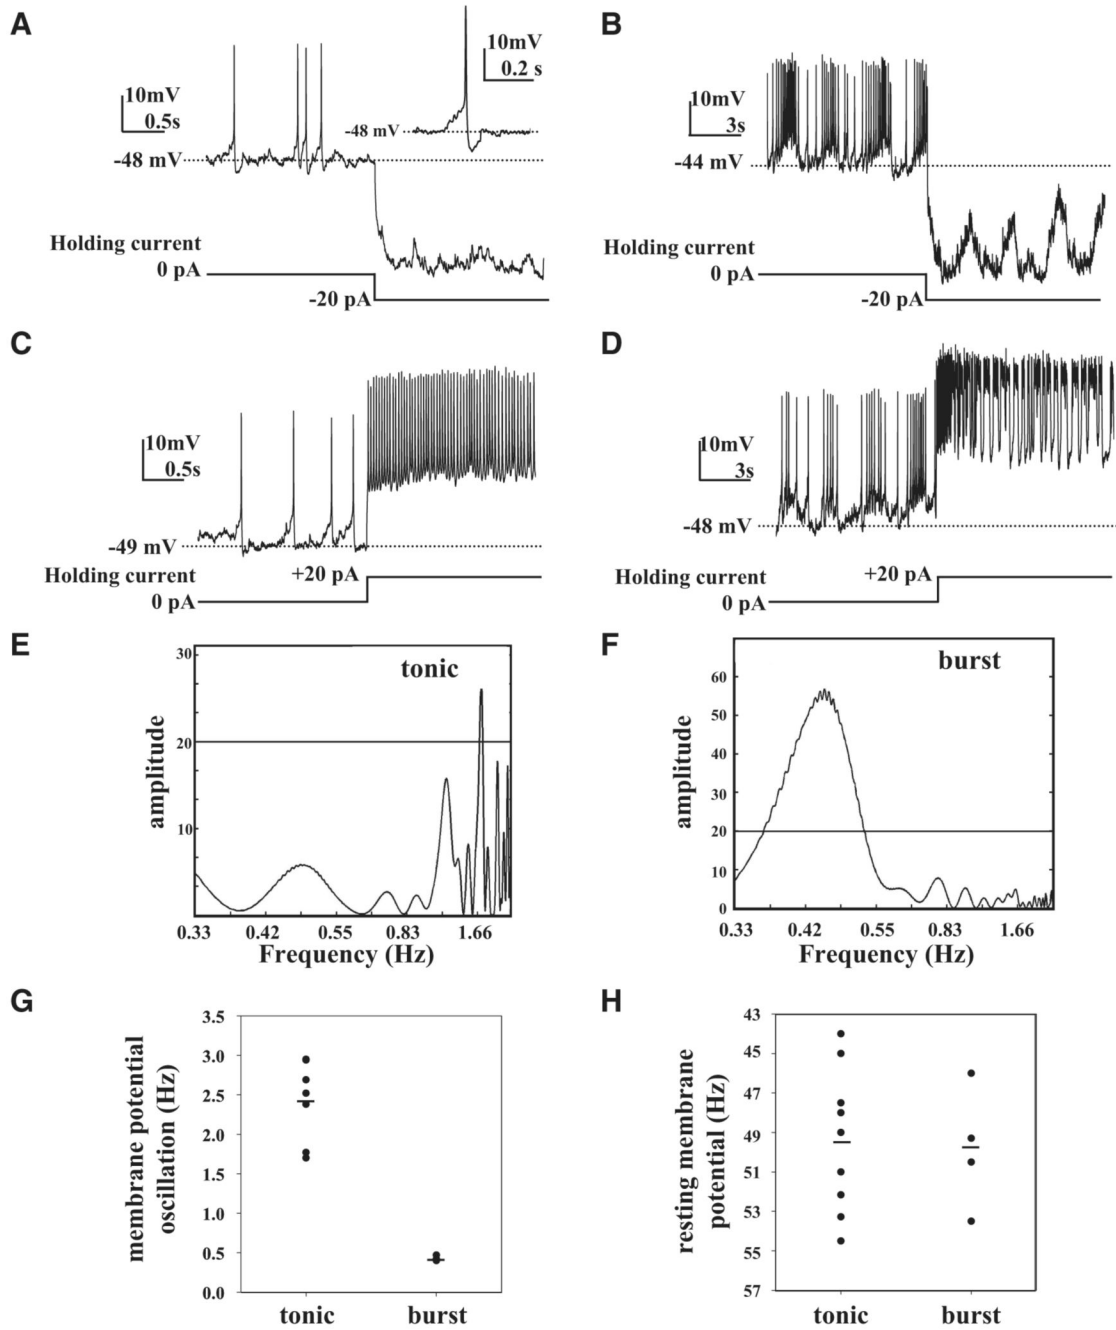 A
10mV
0.5s
10mV
0.2 s
-48 mV
-48 mV
Holding current
0 pA
-20 pA
B
10mV
3s
-44 mV
Holding current
0 pA
-20 pA
C
10mV
0.5s
-49 mV
Holding current
+20 pA
0 pA
D
10mV
3s
-48 mV
Holding current
+20 pA
0 pA
E
tonic
amplitude
30
20
10
0.33 0.42 0.55 0.83 1.66
Frequency (Hz)
F
burst
amplitude
60
50
40
30
20
10
0
0.33 0.42 0.55 0.83 1.66
Frequency (Hz)
G
membrane potential
oscillation (Hz)
3.5
3.0
2.5
2.0
1.5
1.0
0.5
0.0
tonic burst
H
resting membrane
potential (Hz)
43
45
47
49
51
53
55
57
tonic burst